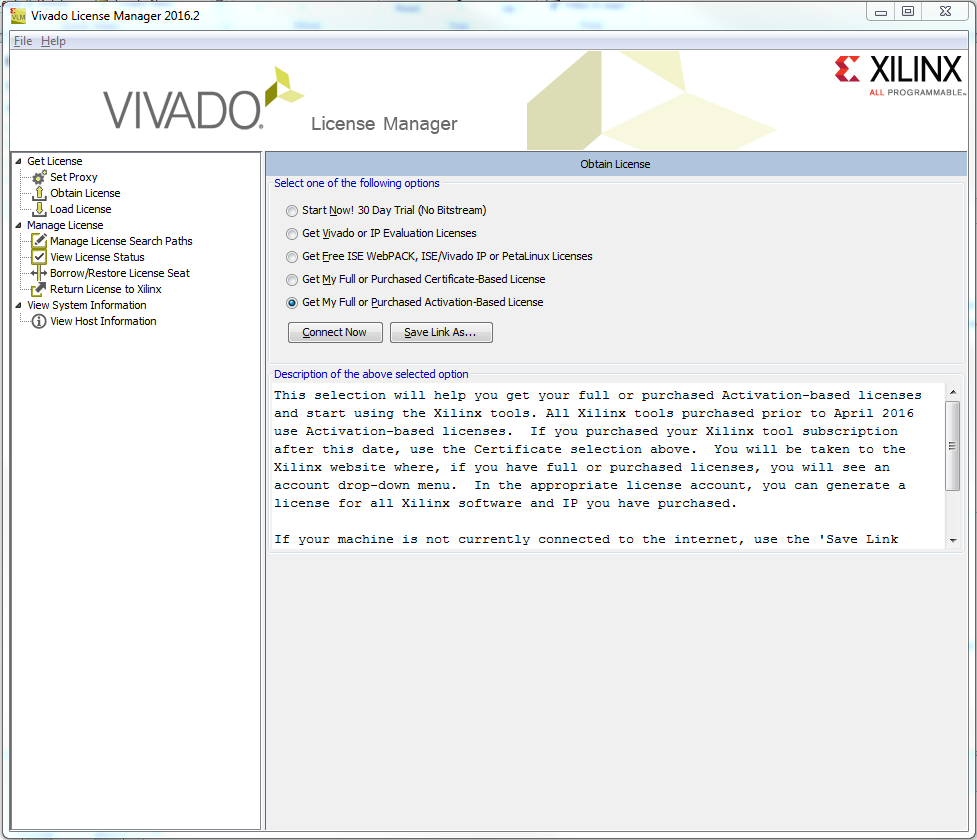 Vivado License Manager 2016.2
File Help
VIVADO.
License Manager
XILINX
ALL PROGRAMMABLE™
Get License
Set Proxy
Obtain License
Load License
Manage License
Manage License Search Paths
View License Status
Borrow/Restore License Seat
Return License to Xilinx
View System Information
View Host Information
Obtain License
Select one of the following options
Start Now! 30 Day Trial (No Bitstream)
Get Vivado or IP Evaluation Licenses
Get Free ISE WebPACK, ISE/Vivado IP or PetaLinux Licenses
Get My Full or Purchased Certificate-Based License
Get My Full or Purchased Activation-Based License
Connect Now Save Link As...
Description of the above selected option
This selection will help you get your full or purchased Activation-based licenses
and start using the Xilinx tools. All Xilinx tools purchased prior to April 2016
use Activation-based licenses.  If you purchased your Xilinx tool subscription
after this date, use the Certificate selection above.  You will be taken to the
Xilinx website where, if you have full or purchased licenses, you will see an
account drop-down menu.  In the appropriate license account, you can generate a
license for all Xilinx software and IP you have purchased.
If your machine is not currently connected to the internet, use the 'Save Link